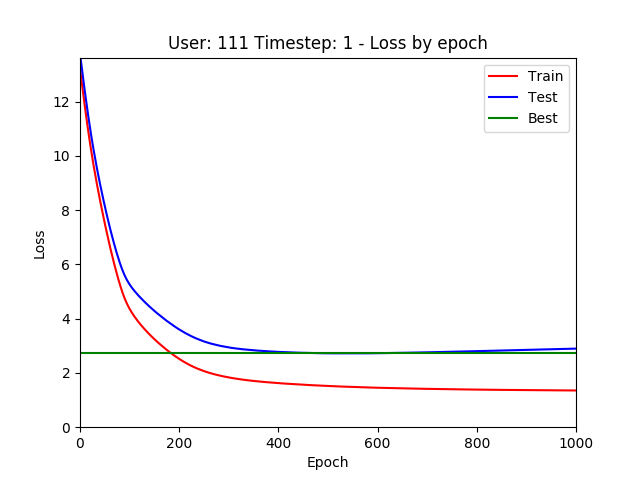 User: 111 Timestep: 1 - Loss by epoch
Train
Test
Best
Loss
12
10
8
6
4
2
0
0 200 400 600 800 1000
Epoch